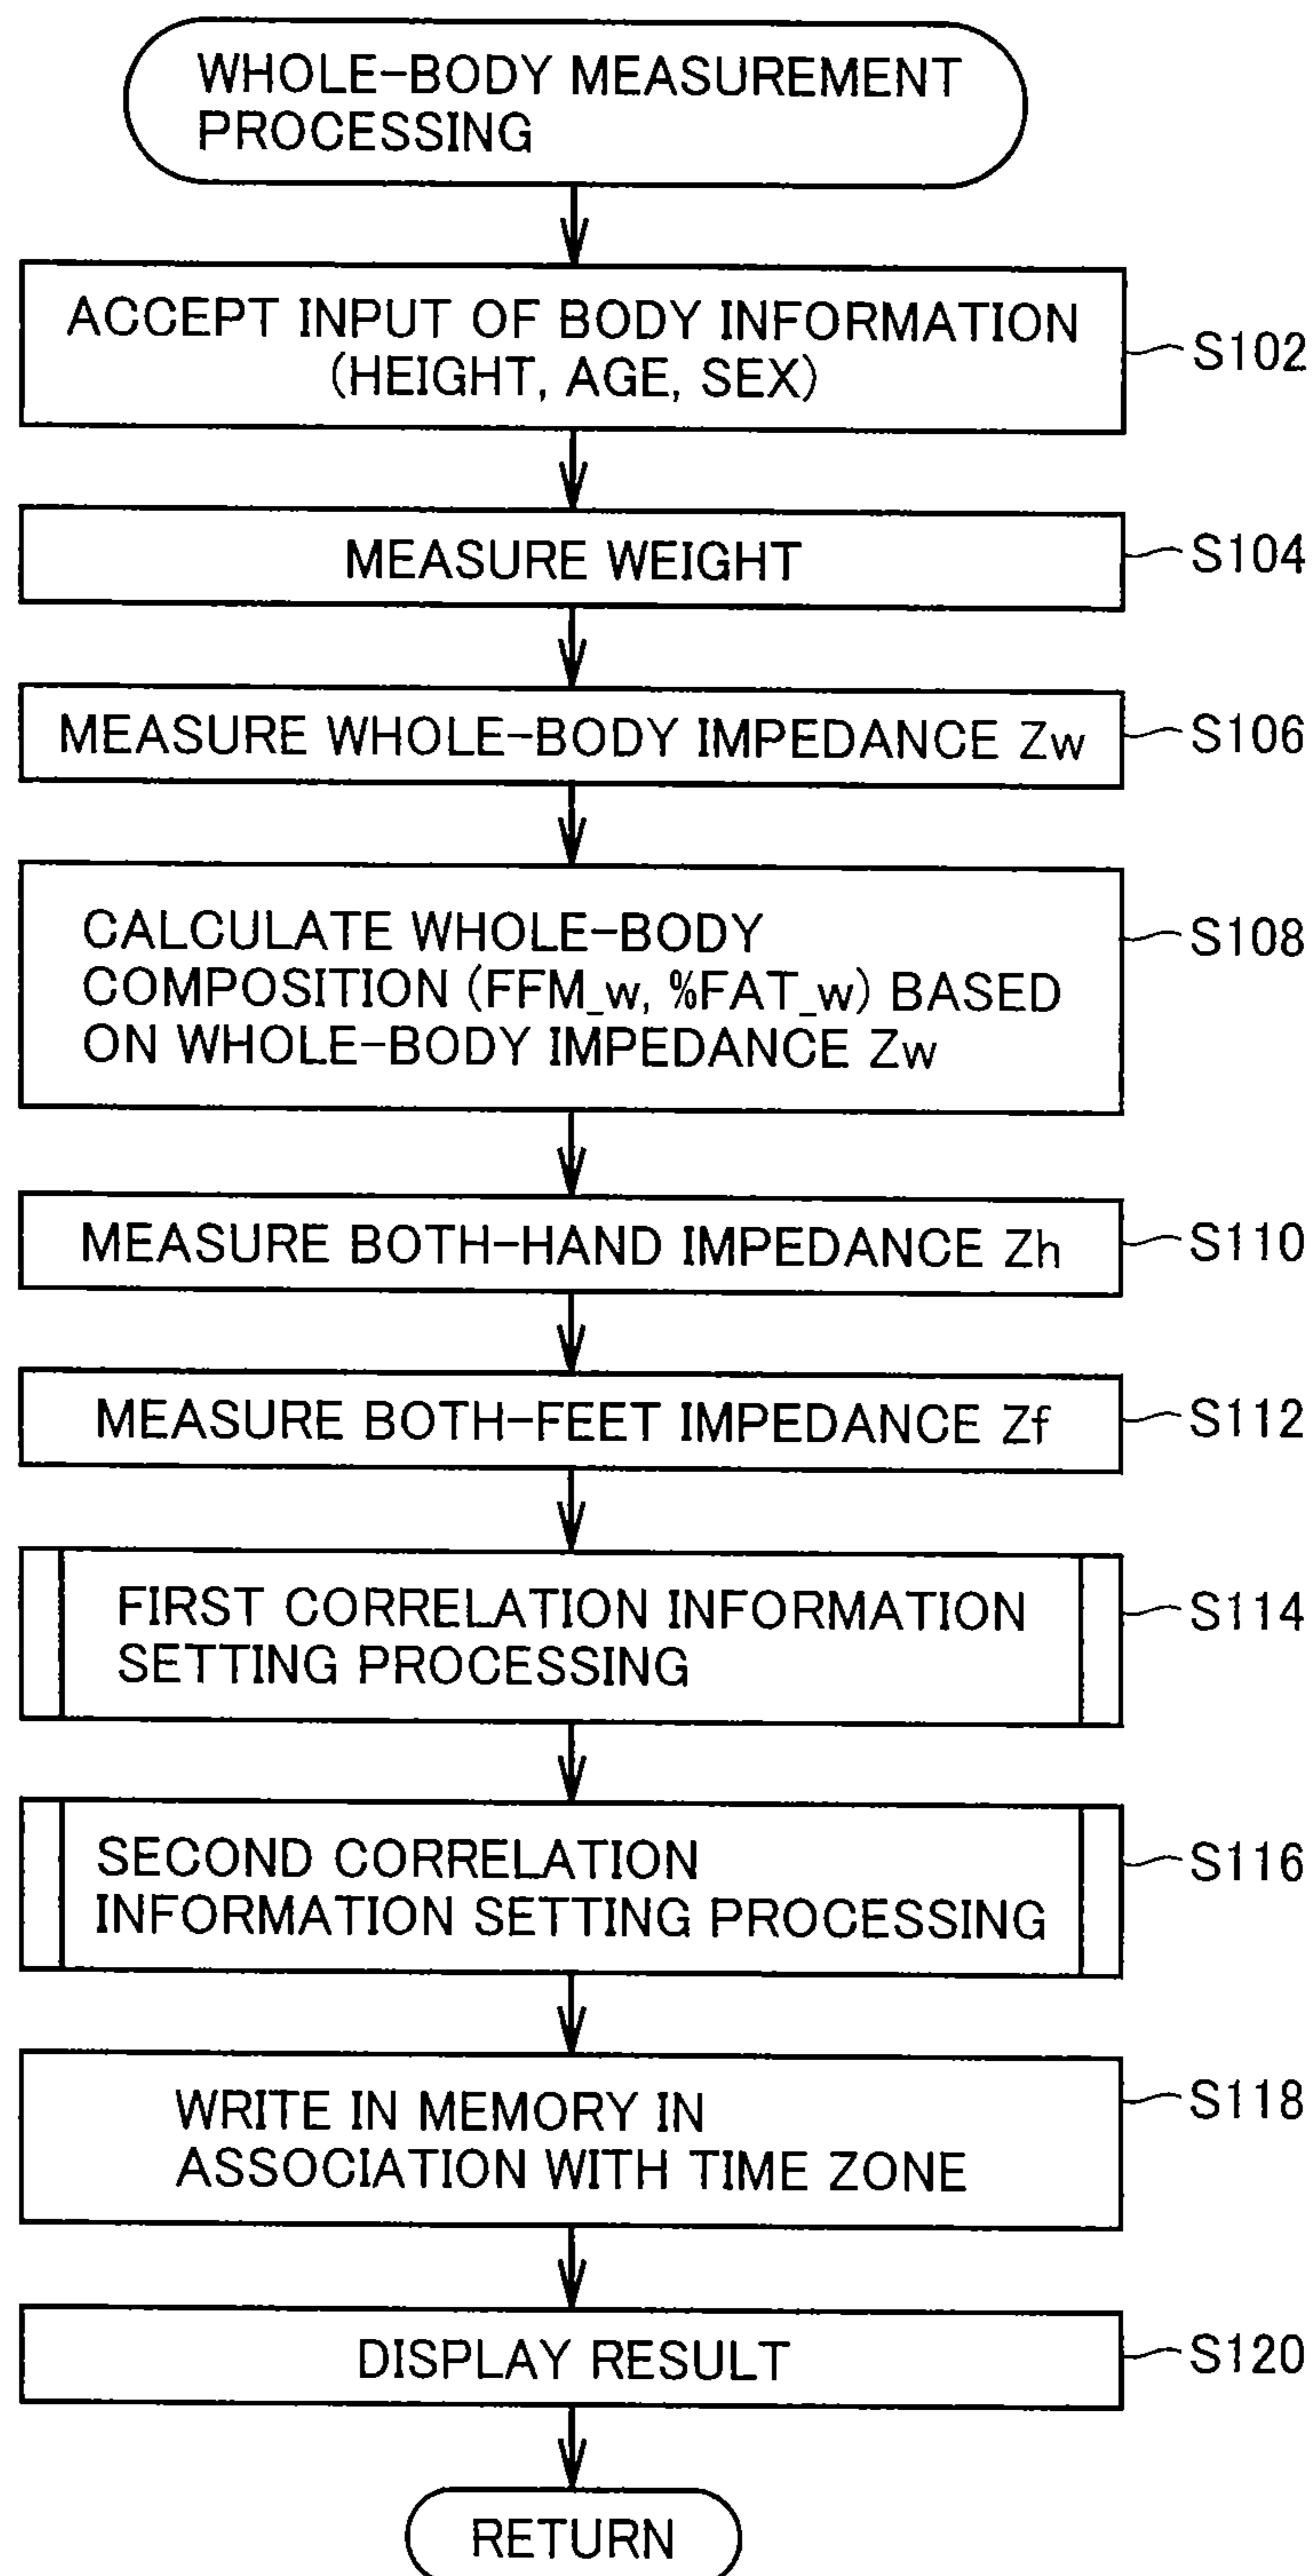 WHOLE-BODY MEASUREMENT
PROCESSING
ACCEPT INPUT OF BODY INFORMATION
(HEIGHT, AGE, SEX)
S102
MEASURE WEIGHT
S104
MEASURE WHOLE-BODY IMPEDANCE Zw
S106
CALCULATE WHOLE-BODY
COMPOSITION (FFM_w, %FAT_w) BASED
ON WHOLE-BODY IMPEDANCE Zw
S108
MEASURE BOTH-HAND IMPEDANCE Zh
S110
MEASURE BOTH-FEET IMPEDANCE Zf
S112
FIRST CORRELATION INFORMATION
SETTING PROCESSING
S114
SECOND CORRELATION
INFORMATION SETTING PROCESSING
S116
WRITE IN MEMORY IN
ASSOCIATION WITH TIME ZONE
S118
DISPLAY RESULT
S120
RETURN